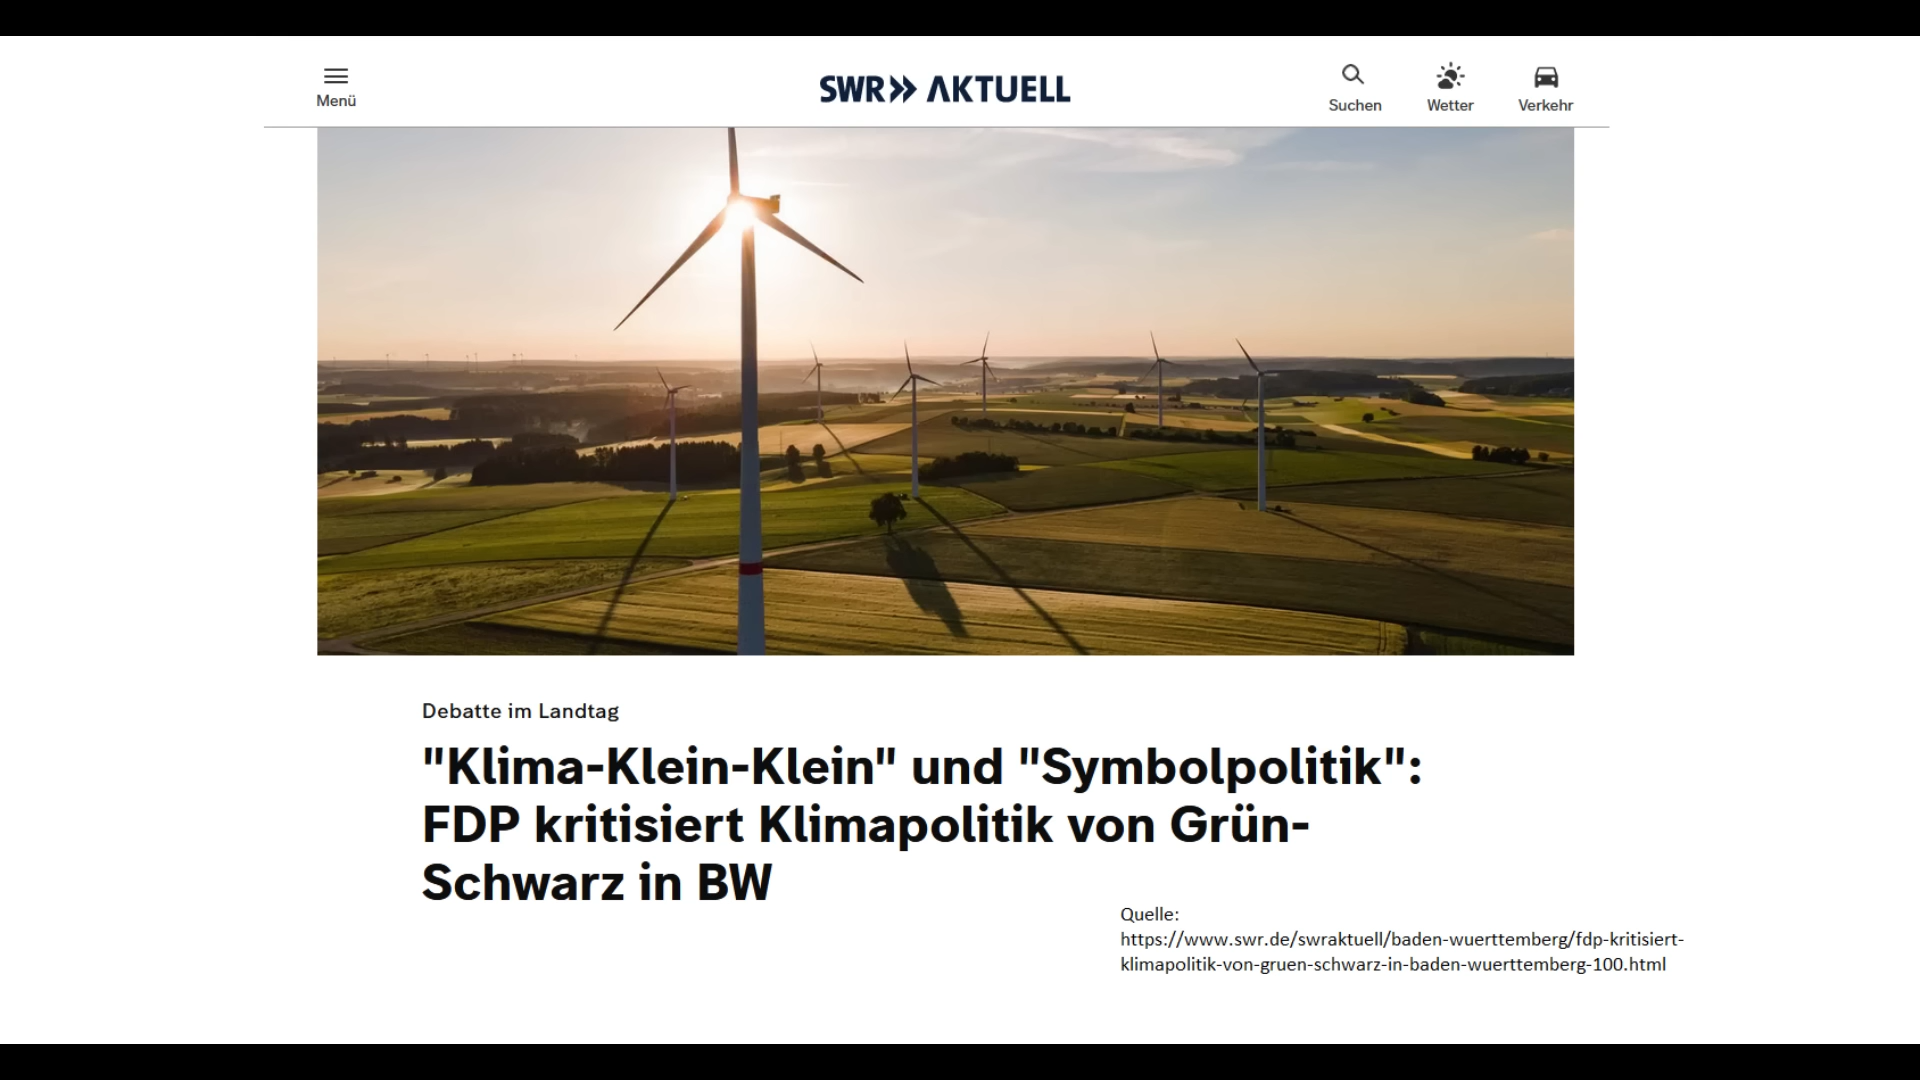 Menü
SWR» AKTUELL
Suchen
Wetter
Verkehr
Debatte im Landtag
"Klima-Klein-Klein" und "Symbolpolitik":
FDP kritisiert Klimapolitik von Grün-
Schwarz in BW
Quelle:
https://www.swr.de/swraktuell/baden-wuerttemberg/fdp-kritisiert-
klimapolitik-von-gruen-schwarz-in-baden-wuerttemberg-100.html